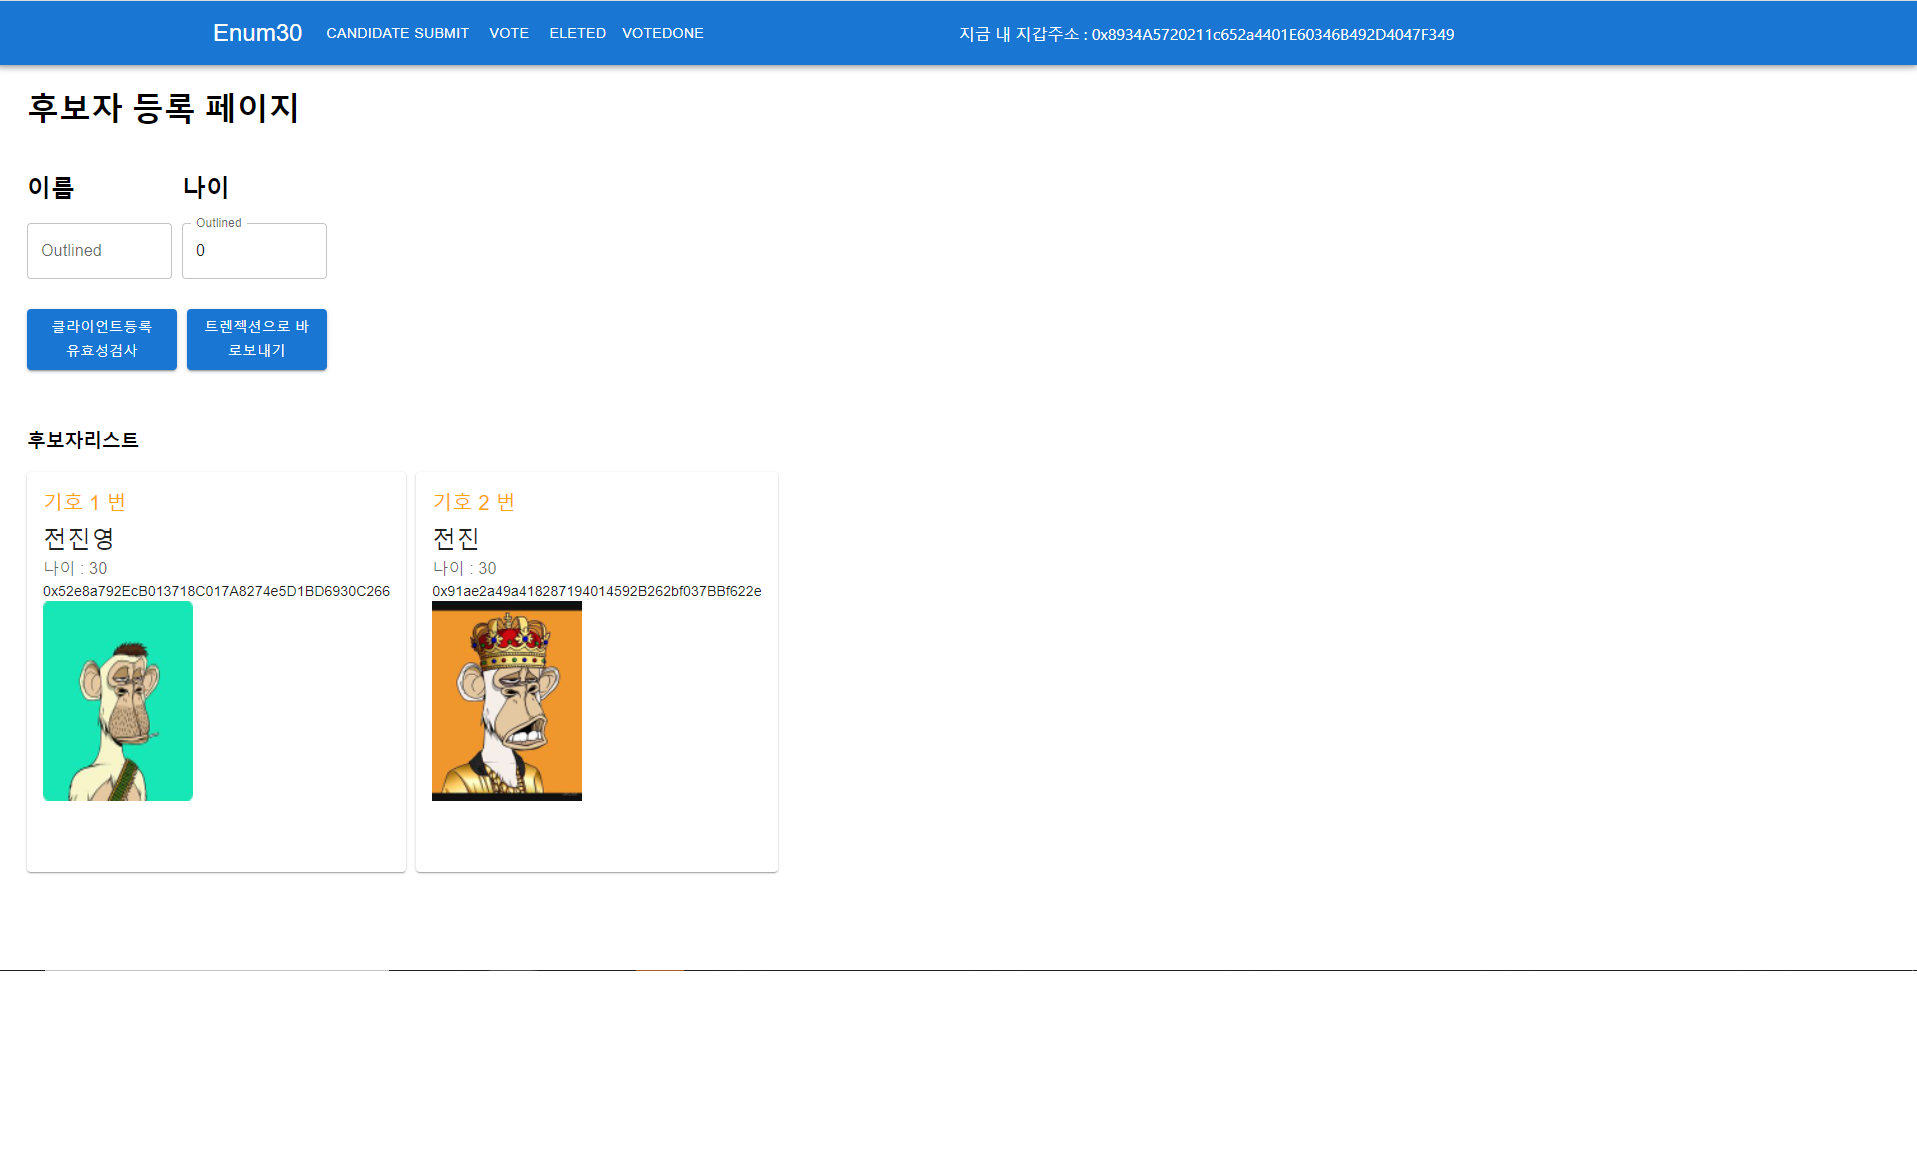 Enum30 CANDIDATE SUBMIT VOTE ELETED VOTEDONE 지금 내 지갑주소 : 0x8934A5720211c652a4401E60346B492D4047F349
후보자 등록 페이지
이름 나이
Outlined
Outlined 0
클라이언트등록
유효성검사
트렌젝션으로 바
로보내기
후보자리스트
기호 1 번
전진영
나이 : 30
0x52e8a792EcB013718C017A8274e5D1BD6930C266
기호 2 번
전진
나이 : 30
0x91ae2a49a418287194014592B262bf037BBf622e